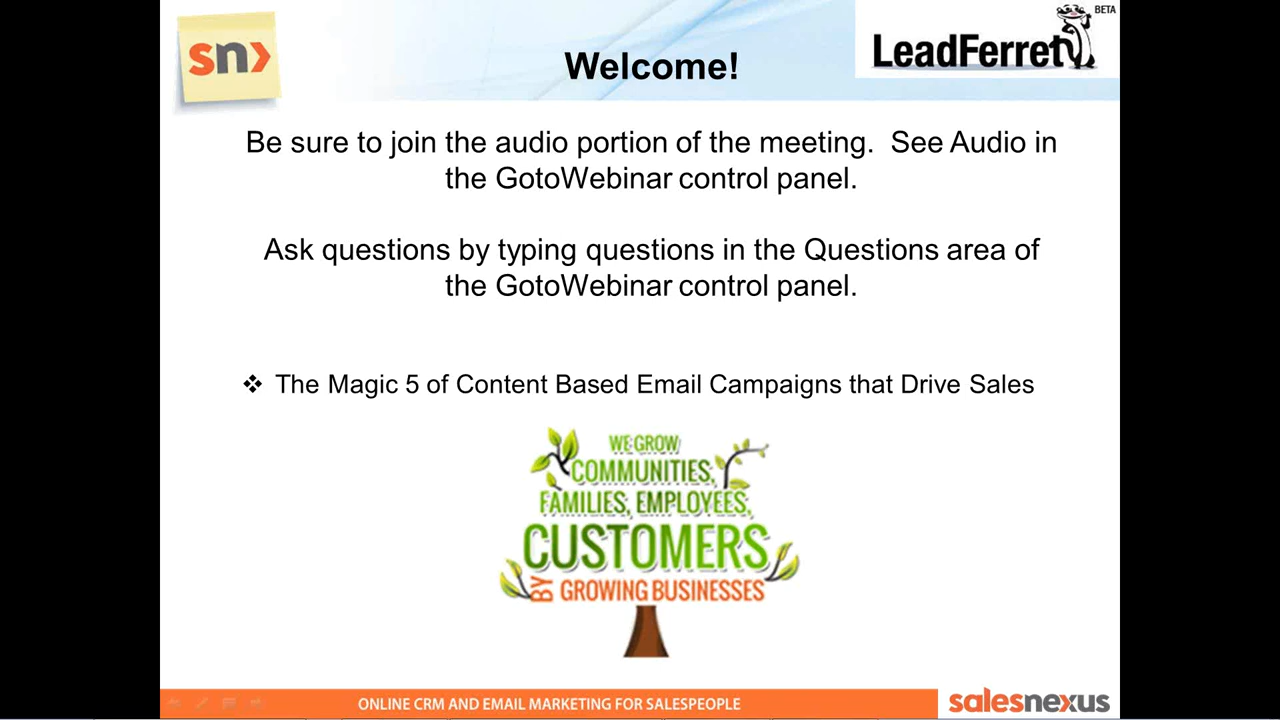 sn>
Welcome!
BETA
LeadFerret
Be sure to join the audio portion of the meeting.  See Audio in
the GotoWebinar control panel.
Ask questions by typing questions in the Questions area of
the GotoWebinar control panel.
❖ The Magic 5 of Content Based Email Campaigns that Drive Sales
WE GROW
COMMUNITIES,
FAMILIES, EMPLOYEES,
CUSTOMERS
BY GROWING BUSINESSES
ONLINE CRM AND EMAIL MARKETING FOR SALESPEOPLE
salesnexus